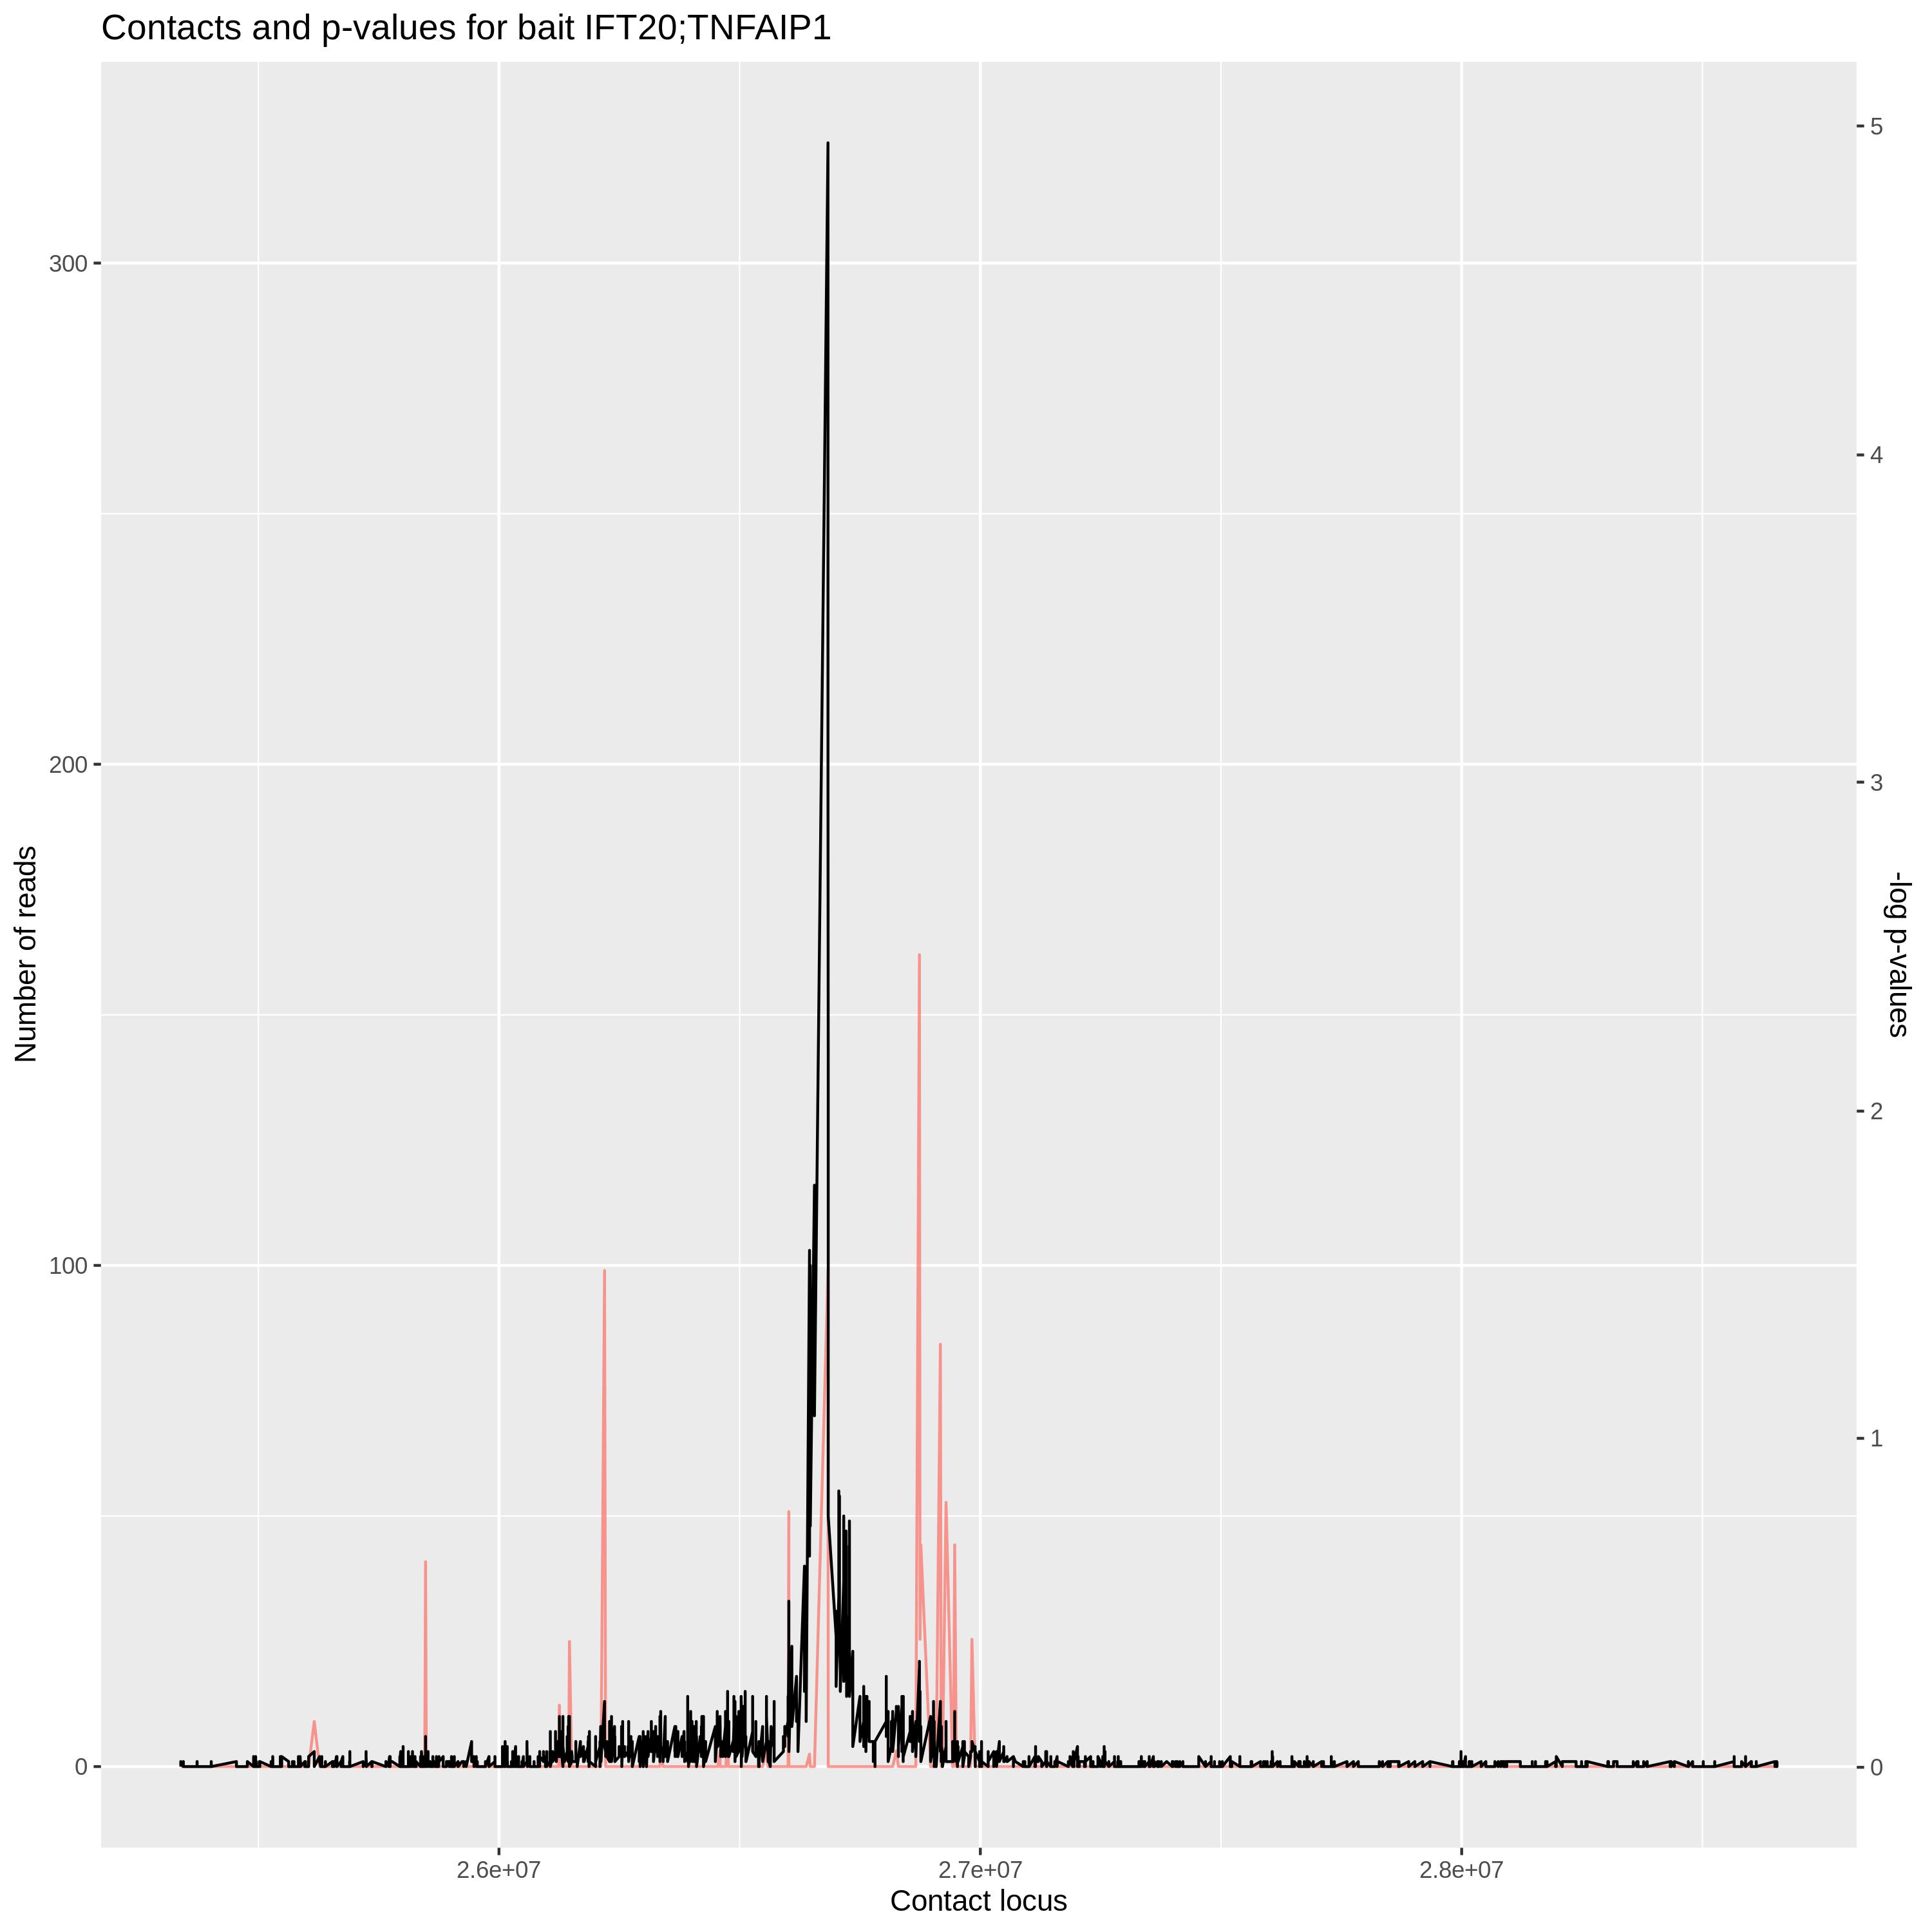 Contacts and p-values for bait IFT20;TNFAIP1
Number of reads
300
200
100
0
5
4
3
2
1
0
-log p-values
2.6e+07
2.7e+07
2.8e+07
Contact locus